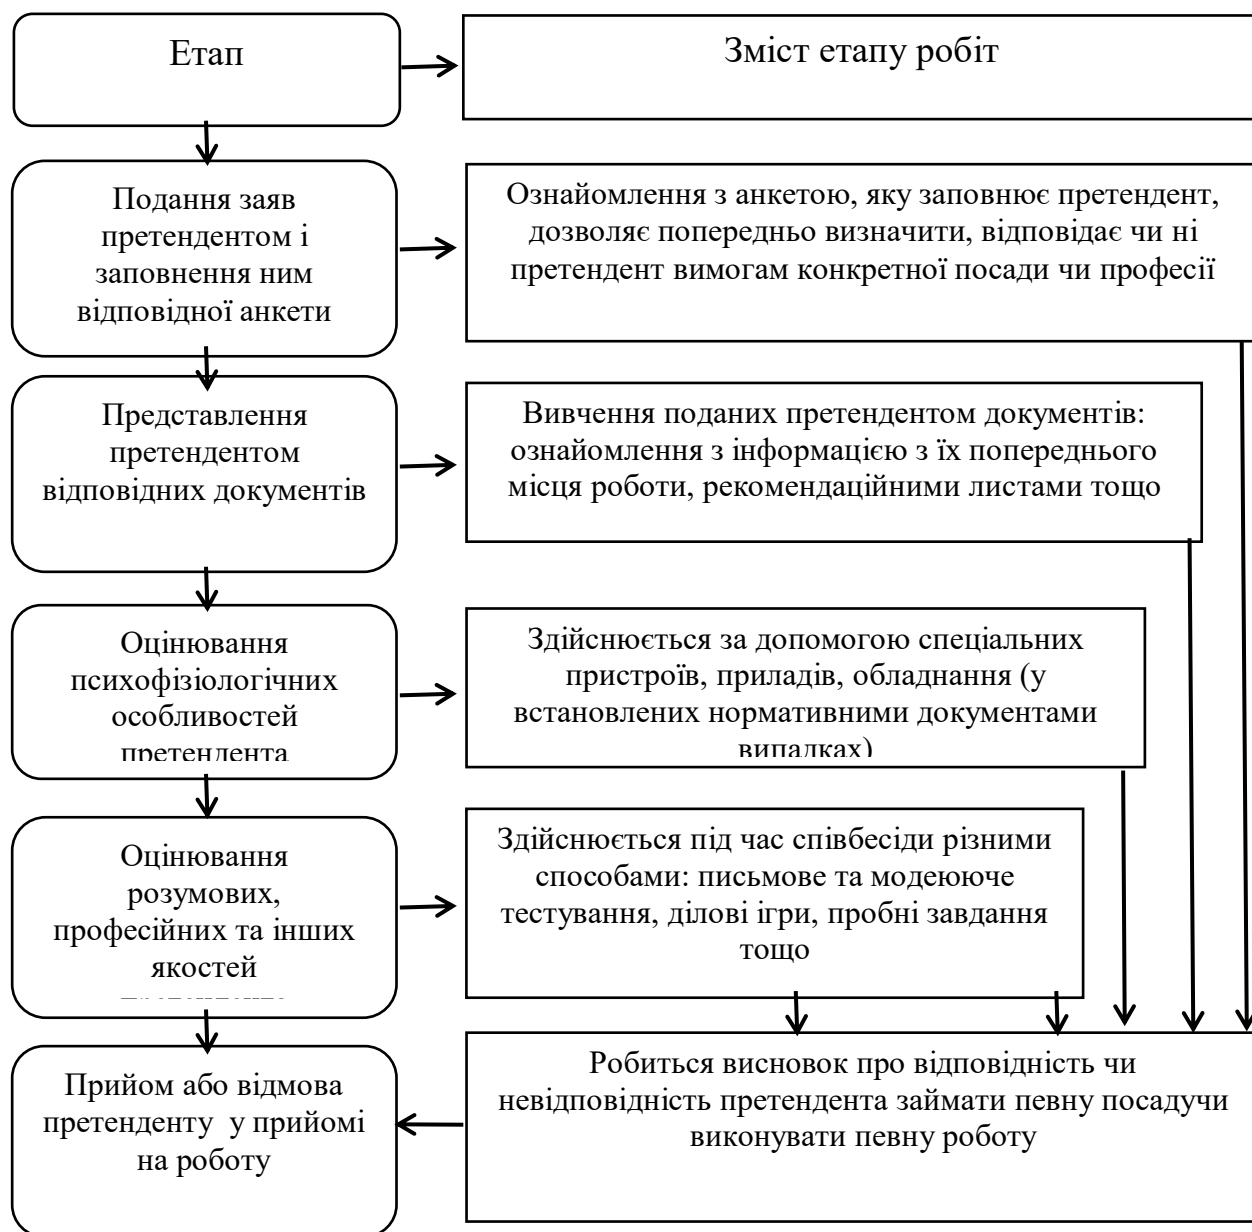 Етап
Зміст етапу робіт
Подання заяв
претендентом і
заповнення ним
відповідної анкети
Ознайомлення з анкетою, яку заповнює претендент,
дозволяє попередньо визначити, відповідає чи ні
претендент вимогам конкретної посади чи професії
Представлення
претендентом
відповідних документів
Вивчення поданих претендентом документів:
ознайомлення з інформацією з їх попереднього
місця роботи, рекомендаційними листами тощо
Оцінювання
психофізіологічних
особливостей
претендента
Здійснюється за допомогою спеціальних
пристроїв, приладів, обладнання (у
встановлених нормативними документами
випадках)
Оцінювання
розумових,
професійних та інших
якостей
Здійснюється під час співбесіди різними
способами: письмове та модеююче
тестування, ділові ігри, пробні завдання
тощо
Прийом або відмова
претенденту у прийомі
на роботу
Робиться висновок про відповідність чи
невідповідність претендента займати певну посадучи
виконувати певну роботу